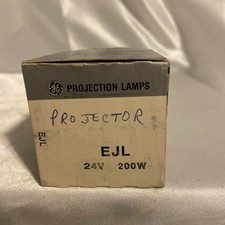 GE PROJECTION LAMPS
PROJECTOR
EJL
EJL
24V 200W